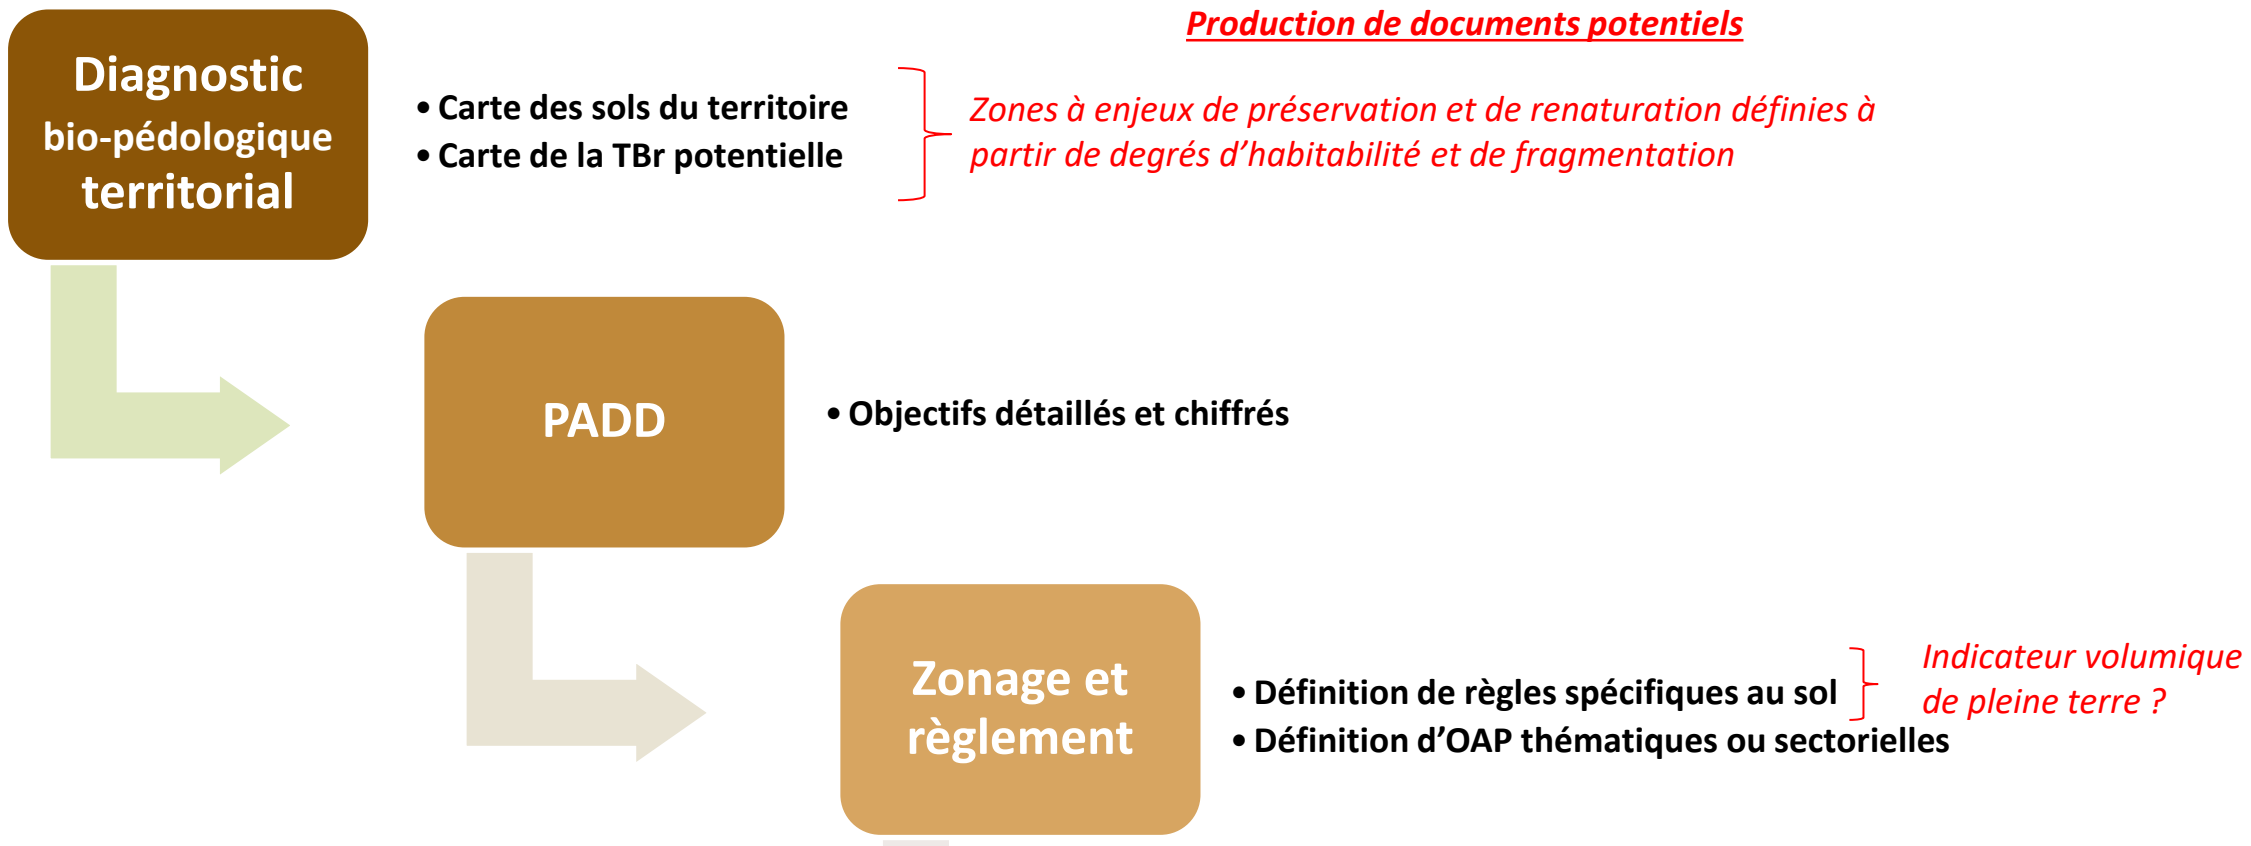 Production de documents potentiels
Diagnostic
bio-pédologique
territorial
• Carte des sols du territoire
• Carte de la TBr potentielle
Zones à enjeux de préservation et de renaturation définies à
partir de degrés d'habitabilité et de fragmentation
PADD
• Objectifs détaillés et chiffrés
Zonage et
règlement
• Définition de règles spécifiques au sol
• Définition d'OAP thématiques ou sectorielles
Indicateur volumique
de pleine terre ?